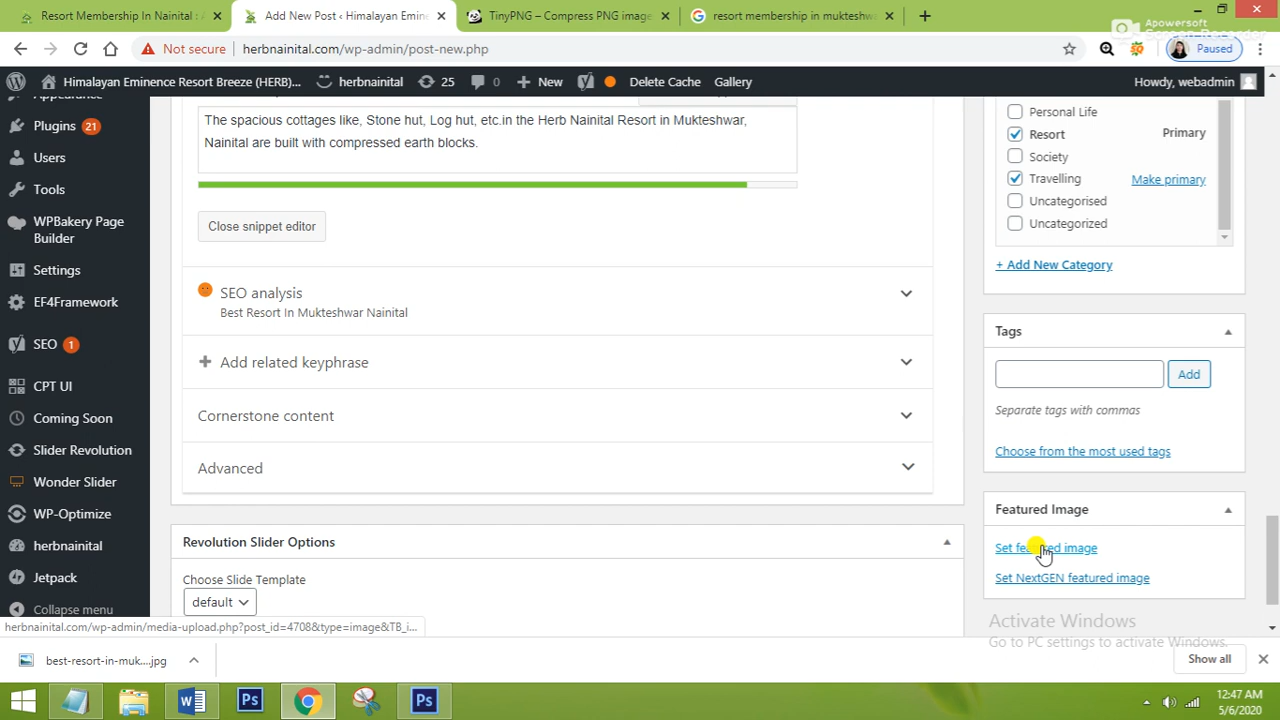 Resort Membership In Nainital : A
Add New Post ‹ Himalayan Emine
TinyPNG – Compress PNG image
resort membership in mukteshw
Apowersoft
Screen Recorder
Not secure
herbnainital.com/wp-admin/post-new.php
Paused
Himalayan Eminence Resort Breeze (HERB)...
herbnainital
25
0
New
Delete Cache
Gallery
Howdy, webadmin
Appearance
Plugins 21
Users
Tools
WPBakery Page
Builder
Settings
EF4Framework
SEO 1
CPT UI
Coming Soon
Slider Revolution
Wonder Slider
WP-Optimize
herbnainital
Jetpack
Collapse menu
The spacious cottages like, Stone hut, Log hut, etc.in the Herb Nainital Resort in Mukteshwar,
Nainital are built with compressed earth blocks.
Close snippet editor
SEO analysis
Best Resort In Mukteshwar Nainital
Add related keyphrase
Cornerstone content
Advanced
Revolution Slider Options
Choose Slide Template
default
Personal Life
Resort Primary
Society
Travelling Make primary
Uncategorised
Uncategorized
+ Add New Category
Tags
Add
Separate tags with commas
Choose from the most used tags
Featured Image
Set featured image
Set NextGEN featured image
Activate Windows
Go to PC settings to activate Windows.
herbnainital.com/wp-admin/media-upload.php?post_id=4708&type=image&TB_i...
best-resort-in-muk....jpg
Show all
12:47 AM
5/6/2020